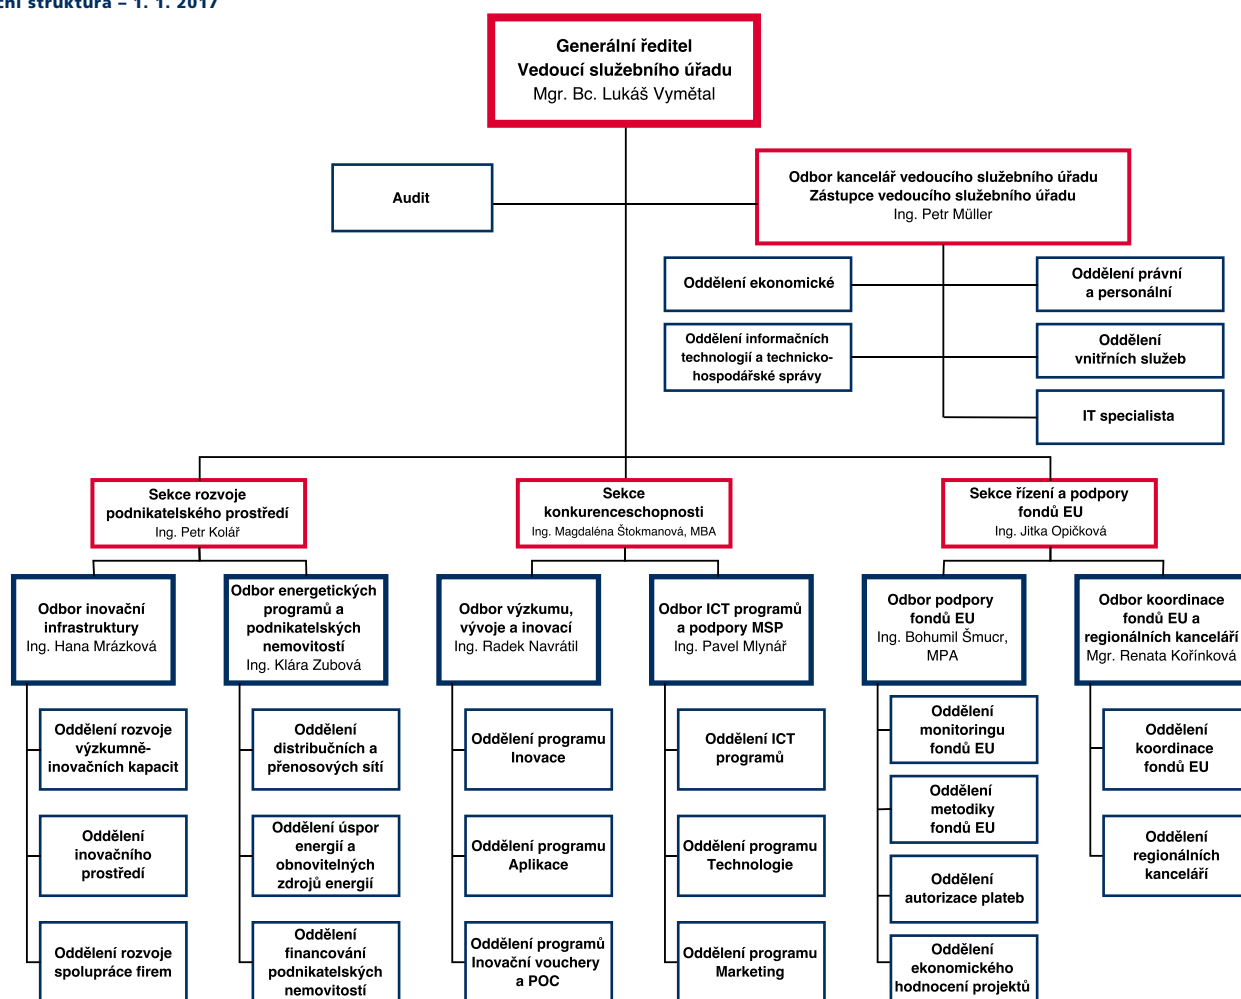 ční struktura – 1. 1. 2017
Generální ředitel
Vedoucí služebního úřadu
Mgr. Bc. Lukáš Vymětal
Audit
Odbor kancelář vedoucího služebního úřadu
Zástupce vedoucího služebního úřadu
Ing. Petr Müller
Oddělení ekonomické
Oddělení právní
a personální
Oddělení informačních
technologií a technicko-
hospodářské správy
Oddělení
vnitřních služeb
IT specialista
Sekce rozvoje
podnikatelského prostředí
Ing. Petr Kolář
Sekce
konkurenceschopnosti
Ing. Magdaléna Štokmanová, MBA
Sekce řízení a podpory
fondů EU
Ing. Jitka Opičková
Odbor inovační
infrastruktury
Ing. Hana Mrázková
Odbor energetických
programů a
podnikatelských
nemovitostí
Ing. Klára Zubová
Odbor výzkumu,
vývoje a inovací
Ing. Radek Navrátil
Odbor ICT programů
a podpory MSP
Ing. Pavel Mlynář
Odbor podpory
fondů EU
Ing. Bohumil Šmucr,
MPA
Odbor koordinace
fondů EU a
regionálních kanceláří
Mgr. Renata Kořínková
Oddělení rozvoje
výzkumně-
inovačních kapacit
Oddělení
inovačního
prostředí
Oddělení rozvoje
spolupráce firem
Oddělení
distribučních a
přenosových sítí
Oddělení úspor
energií a
obnovitelných
zdrojů energií
Oddělení
financování
podnikatelských
nemovitostí
Oddělení programu
Inovace
Oddělení programu
Aplikace
Oddělení programů
Inovační vouchery
a POC
Oddělení ICT
programů
Oddělení programu
Technologie
Oddělení programu
Marketing
Oddělení
monitoringu
fondů EU
Oddělení
metodiky
fondů EU
Oddělení
autorizace plateb
Oddělení
ekonomického
hodnocení projektů
Oddělení
koordinace
fondů EU
Oddělení
regionálních
kanceláří